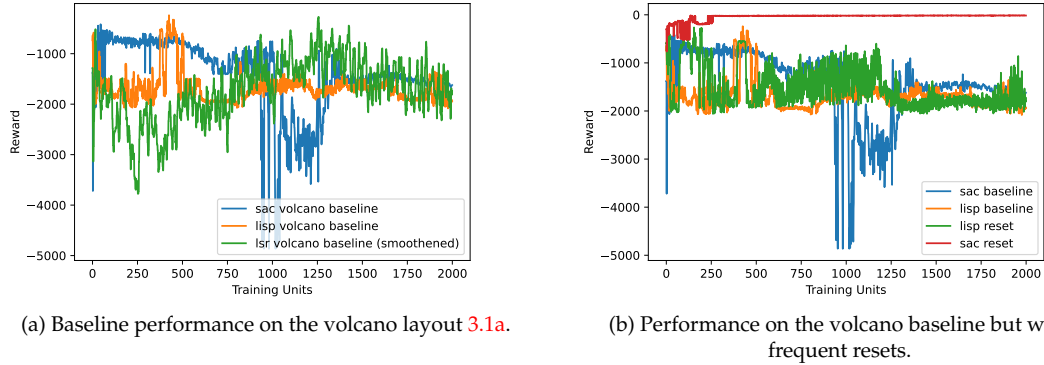 −1000
−2000
−3000
−4000
−5000
Reward
0
250
500
750
1000
1250
1500
1750
2000
Training Units
sac volcano baseline
lisp volcano baseline
lsr volcano baseline (smoothened)
(a) Baseline performance on the volcano layout 3.1a.
0
−1000
−2000
−3000
−4000
−5000
Reward
0
250
500
750
1000
1250
1500
1750
2000
Training Units
sac baseline
lisp baseline
lisp reset
sac reset
(b) Performance on the volcano baseline but w
frequent resets.